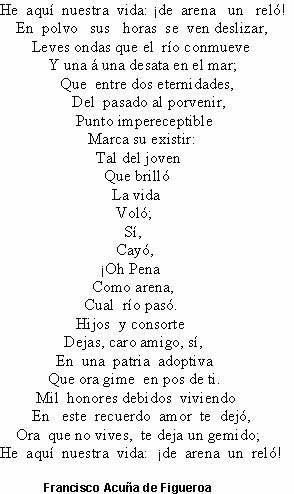 He aquí nuestra vida: ¡de arena un reló!
En polvo sus horas se ven deslizar,
Leves ondas que el río conmueve
Y una á una desata en el mar;
Que entre dos eternidades,
Del pasado al porvenir,
Punto impereceptible
Marca su existir:
Tal del joven
Que brilló
La vida
Voló;
Sí,
Cayó,
¡Oh Pena
Como arena,
Cual río pasó.
Hijos y consorte
Dejas, caro amigo, sí,
En una patria adoptiva
Que ora gime en pos de ti.
Mil honores debidos viviendo
En este recuerdo amor te dejó,
Ora que no vives, te deja un gemido;
He aquí nuestra vida: ¡de arena un reló!
Francisco Acuña de Figueroa